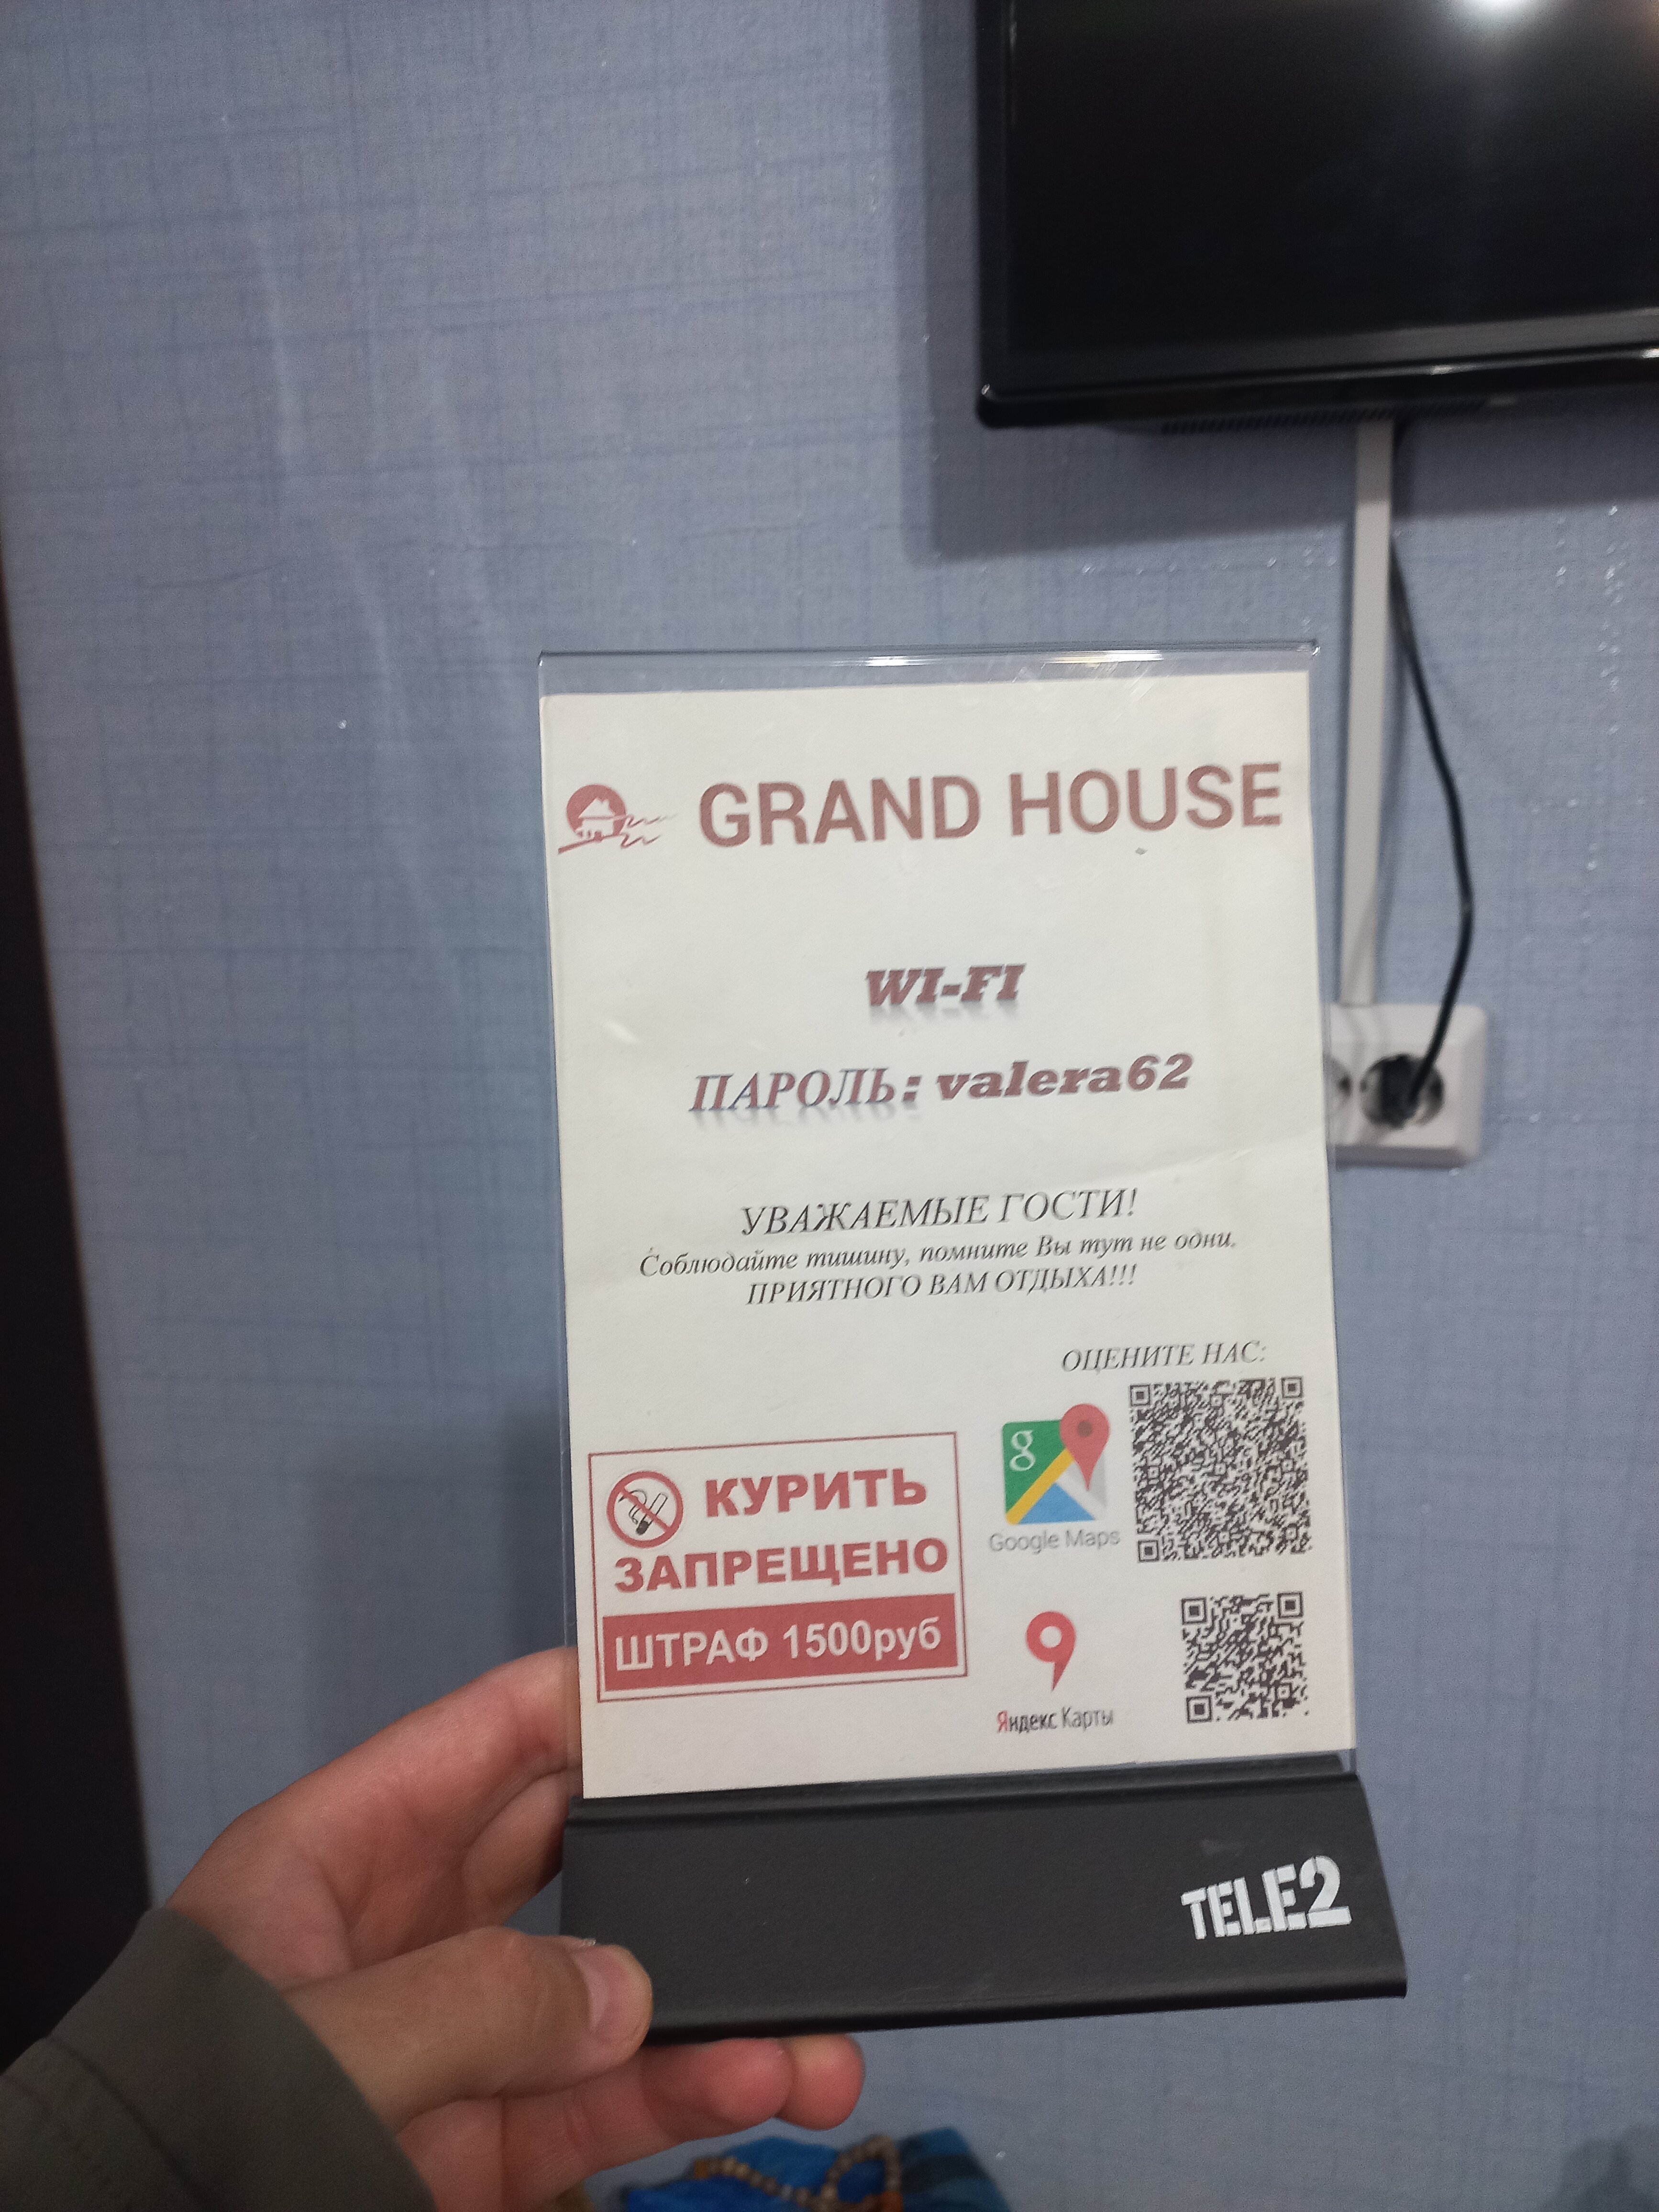 GRAND HOUSE
WI-FI
ПАРОЛЬ: valera62
УВАЖАЕМЫЕ ГОСТИ!
Соблюдайте тишину, помните Вы тут не одни.
ПРИЯТНОГО ВАМ ОТДЫХА!!!
ОЦЕНИТЕ НАС:
g
Google Maps
КУРИТЬ
ЗАПРЕЩЕНО
ШТРАФ 1500руб
Яндекс Карты
TELE2